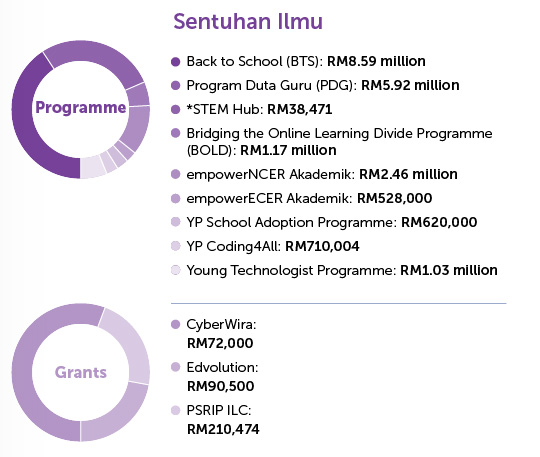 Sentuhan Ilmu
Programme
Back to School (BTS): RM8.59 million
Program Duta Guru (PDG): RM5.92 million
*STEM Hub: RM38,471
Bridging the Online Learning Divide Programme
(BOLD): RM1.17 million
empowerNCER Akademik: RM2.46 million
empowerECER Akademik: RM528,000
YP School Adoption Programme: RM620,000
YP Coding4All: RM710,004
Young Technologist Programme: RM1.03 million
Grants
CyberWira:
RM72,000
Edvolution:
RM90,500
PSRIP ILC:
RM210,474